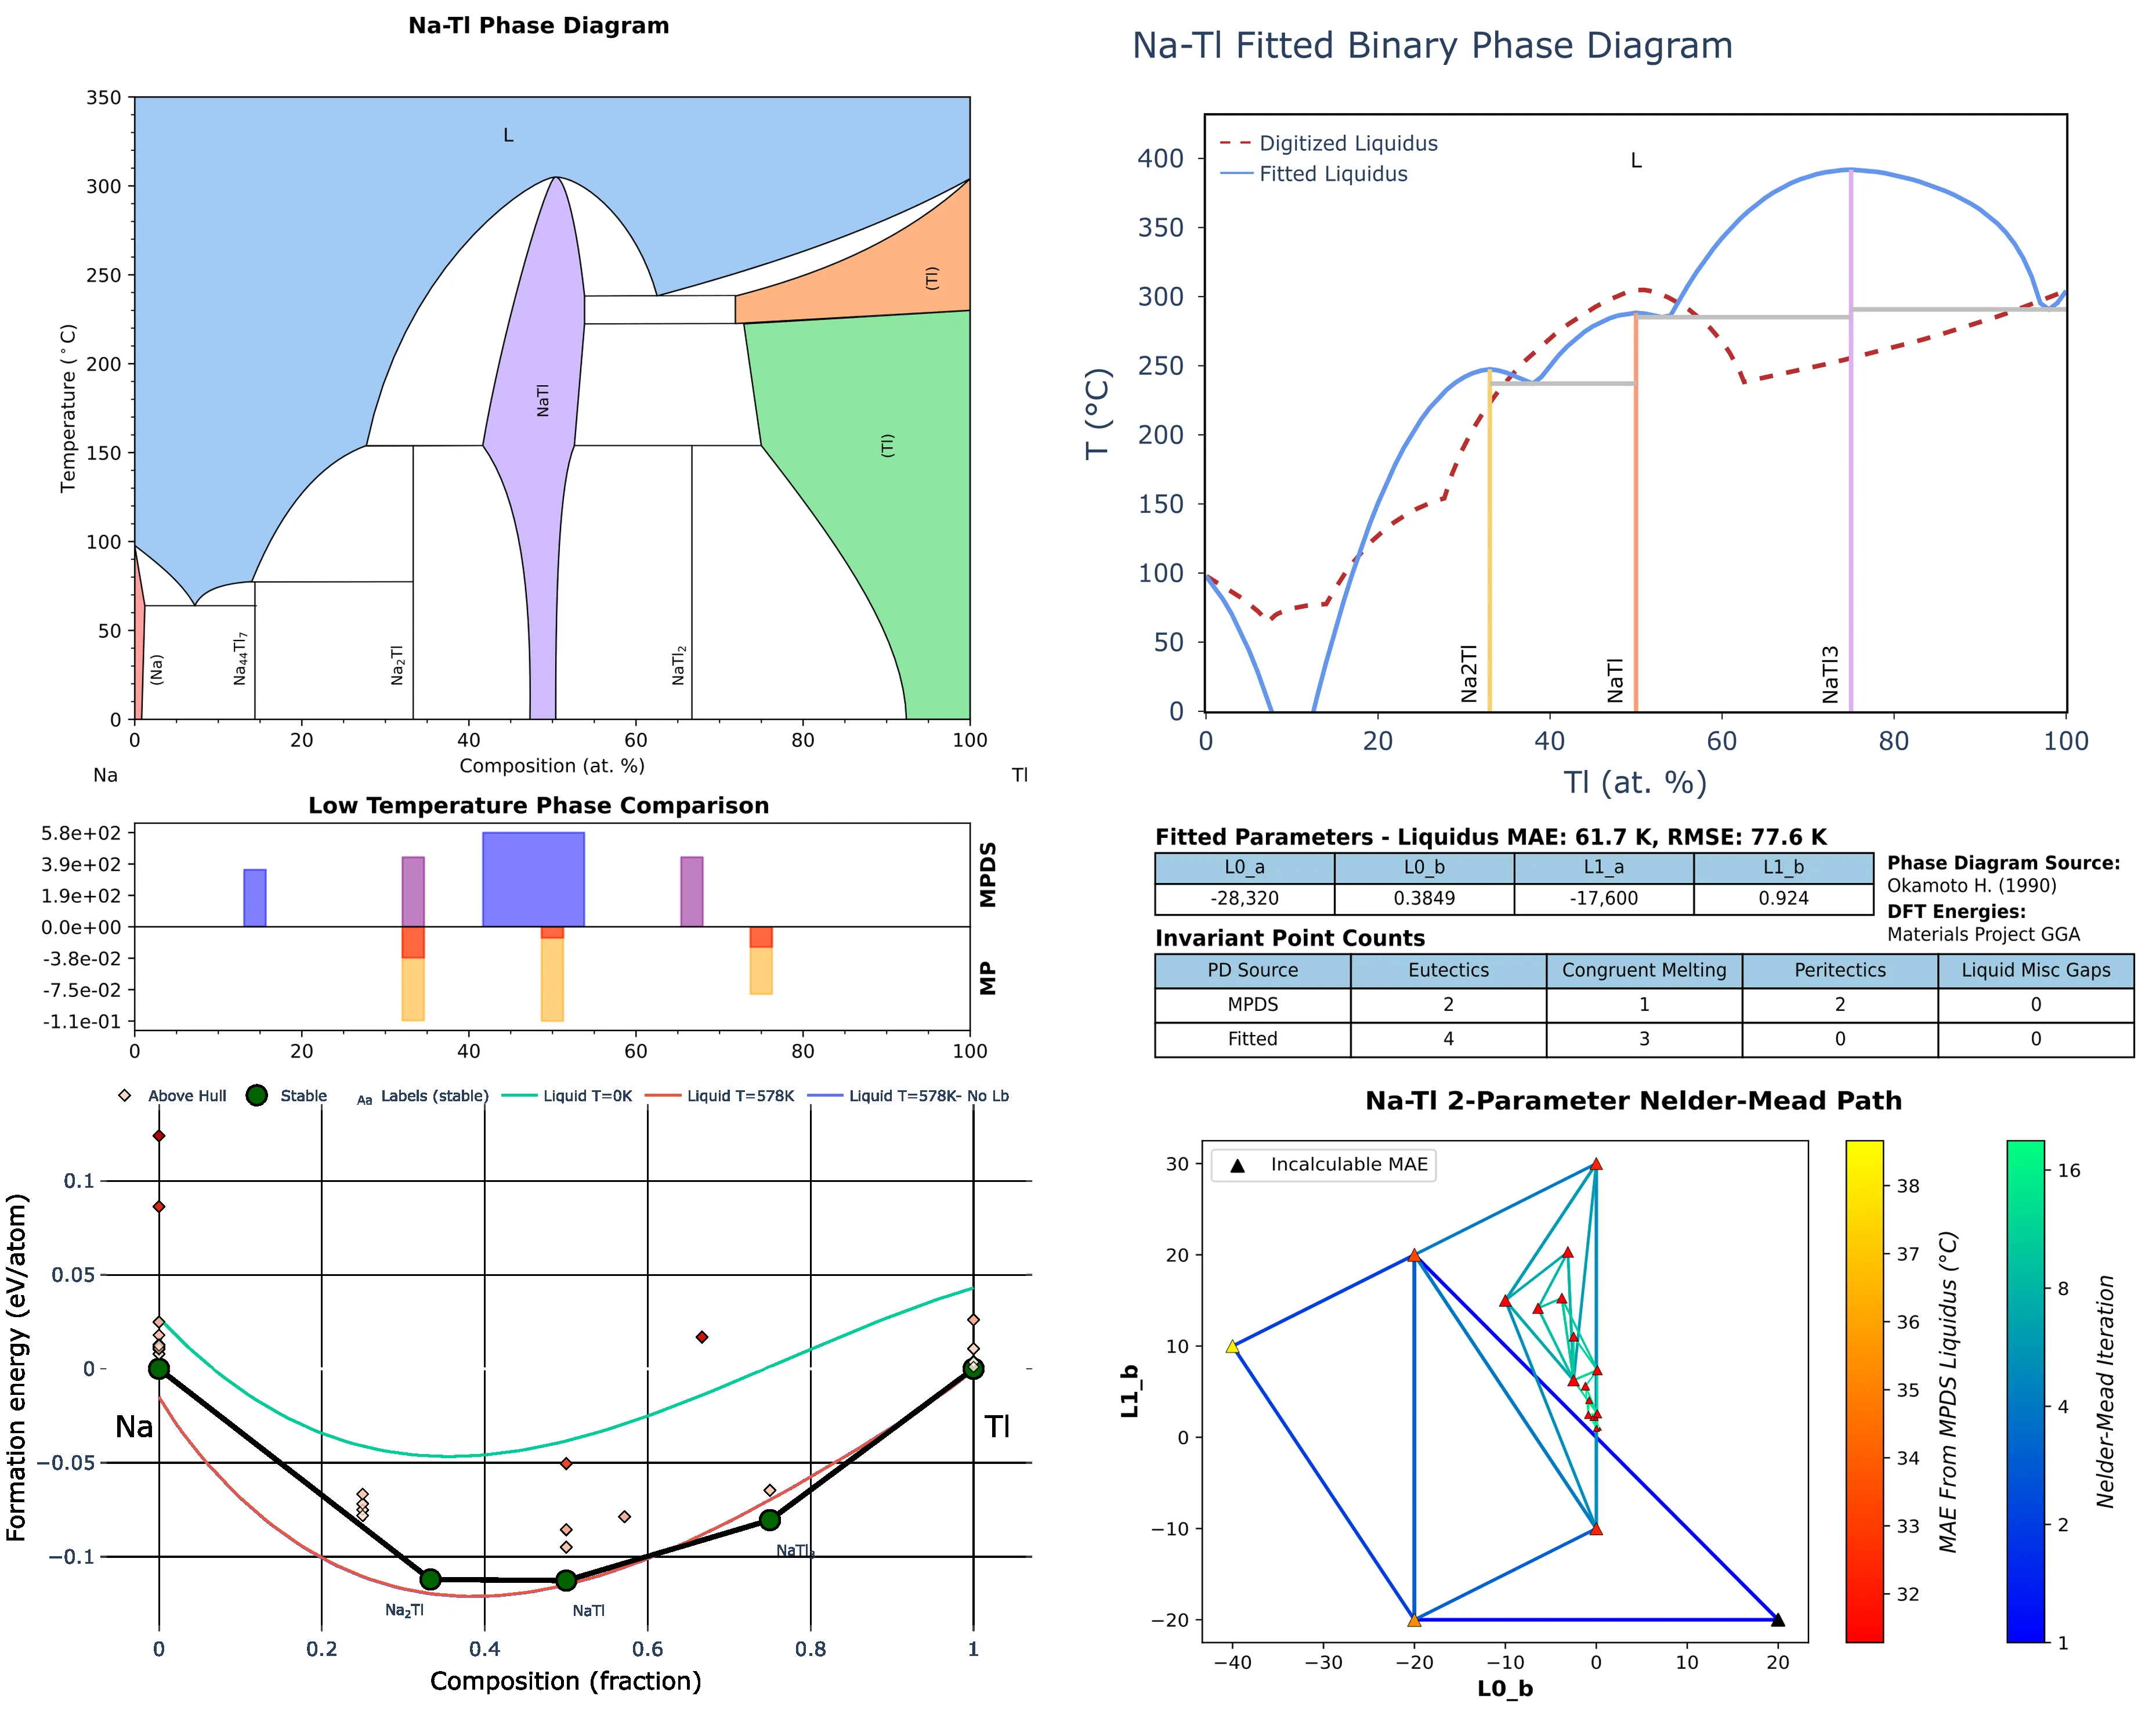 Na-Tl Phase Diagram
350
300
250
200
150
100
50
0
Temperature (°C)
L
NaTl
(Tl)
(Tl)
(Na)
Na44Tl7
Na2Tl
NaTl2
0 20 40 60 80 100
Composition (at. %)
Na Tl
Na-Tl Fitted Binary Phase Diagram
Digitized Liquidus
Fitted Liquidus
L
400
350
300
250
200
150
100
50
0
T (°C)
Na2Tl
NaTl
NaTl3
0 20 40 60 80 100
Tl (at. %)
Low Temperature Phase Comparison
5.8e+02
3.9e+02
1.9e+02
0.0e+00
-3.8e-02
-7.5e-02
-1.1e-01
MPDS
MP
0 20 40 60 80 100
Fitted Parameters - Liquidus MAE: 61.7 K, RMSE: 77.6 K
L0_a L0_b L1_a L1_b
-28,320 0.3849 -17,600 0.924
Phase Diagram Source:
Okamoto H. (1990)
DFT Energies:
Materials Project GGA
Invariant Point Counts
PD Source Eutectics Congruent Melting Peritectics Liquid Misc Gaps
MPDS 2 1 2 0
Fitted 4 3 0 0
Above Hull Stable Aa Labels (stable) Liquid T=0K Liquid T=578K Liquid T=578K- No Lb
0.1
0.05
0
−0.05
−0.1
Formation energy (eV/atom)
Na
Tl
Na2Tl
NaTl
NaTl3
0 0.2 0.4 0.6 0.8 1
Composition (fraction)
Na-Tl 2-Parameter Nelder-Mead Path
Incalculable MAE
30
20
10
0
−10
−20
L1_b
−40 −30 −20 −10 0 10 20
L0_b
38
37
36
35
34
33
32
MAE From MPDS Liquidus (°C)
16
8
4
2
1
Nelder-Mead Iteration